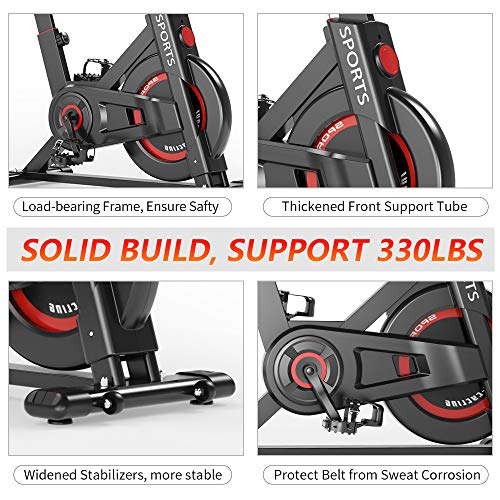 SPORTS
SPORTS
Load-bearing Frame, Ensure Safty
Thickened Front Support Tube
SOLID BUILD, SUPPORT 330LBS
Widened Stabilizers, more stable
Protect Belt from Sweat Corrosion